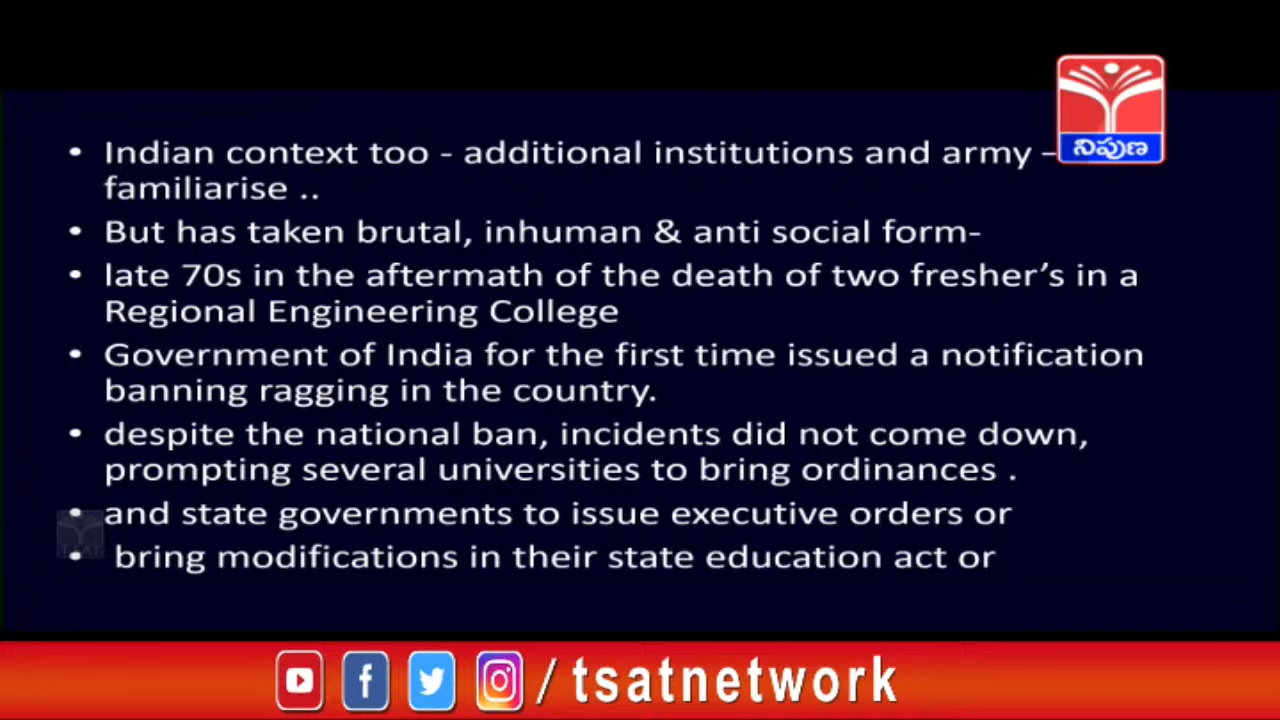 నిపుణ
• Indian context too - additional institutions and army –
familiarise ..
• But has taken brutal, inhuman & anti social form-
• late 70s in the aftermath of the death of two fresher’s in a
Regional Engineering College
• Government of India for the first time issued a notification
banning ragging in the country.
• despite the national ban, incidents did not come down,
prompting several universities to bring ordinances .
• and state governments to issue executive orders or
• bring modifications in their state education act or
TSAT
/ tsatnetwork